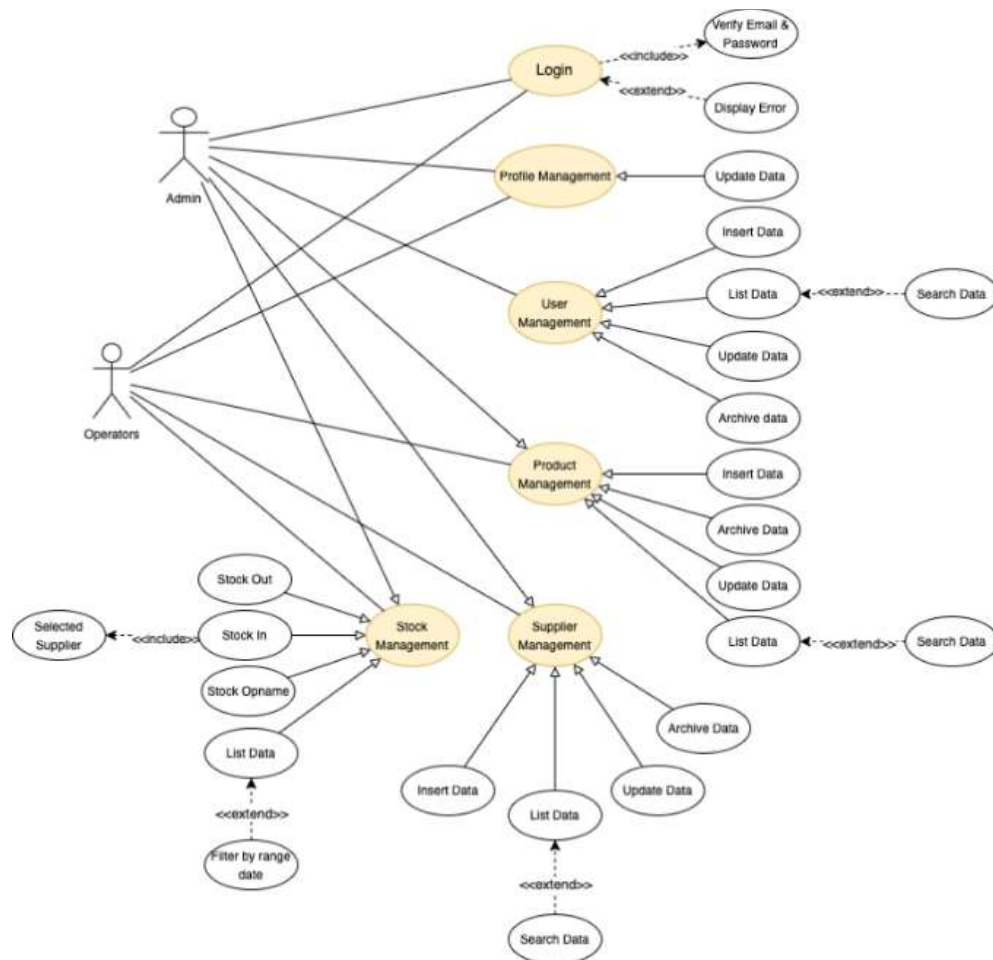 Verify Email &
Password
<<include>>
Login
<<extend>>
Display Error
Admin
Profile Management
Update Data
Insert Data
User
Management
List Data
<<extend>>
Search Data
Update Data
Archive data
Operators
Product
Management
Insert Data
Archive Data
Update Data
List Data
<<extend>>
Search Data
Stock Out
Selected
Supplier
<<include>>
Stock In
Stock
Management
Supplier
Management
Stock Opname
List Data
<<extend>>
Filter by range
date
Archive Data
Insert Data
Update Data
List Data
<<extend>>
Search Data